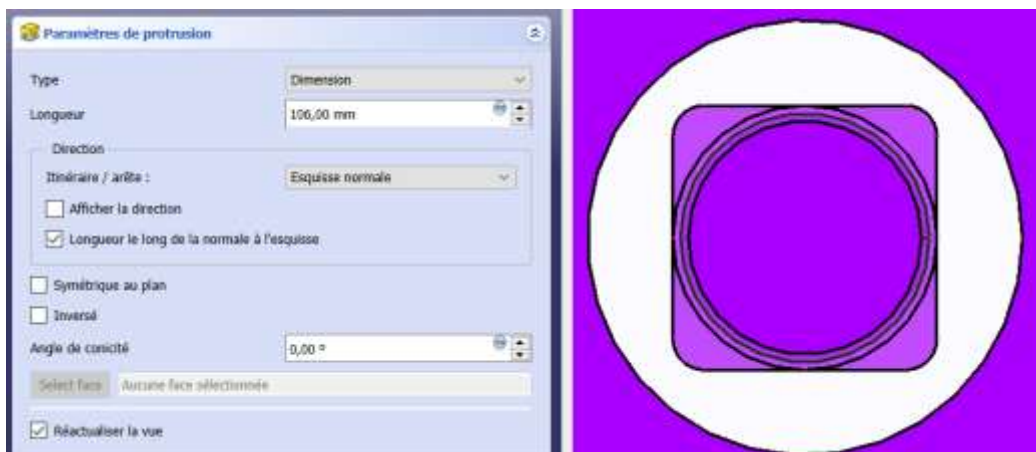 Paramètres de protrusion
Type Dimension
Longueur 106,00 mm
Direction
Itinéraire / arête : Esquisse normale
Afficher la direction
Longueur le long de la normale à l'esquisse
Symétrique au plan
Inversé
Angle de conicité 0,00 °
Select face Aucune face sélectionnée
Réactualiser la vue